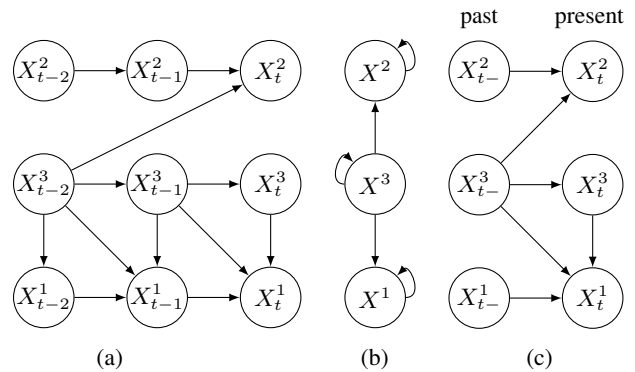 past present
X²ₜ₋₂ X²ₜ₋₁ X²ₜ X² X²ₜ₋ X²ₜ
X³ₜ₋₂ X³ₜ₋₁ X³ₜ X³ X³ₜ₋ X³ₜ
X¹ₜ₋₂ X¹ₜ₋₁ X¹ₜ X¹ X¹ₜ₋ X¹ₜ
(a) (b) (c)